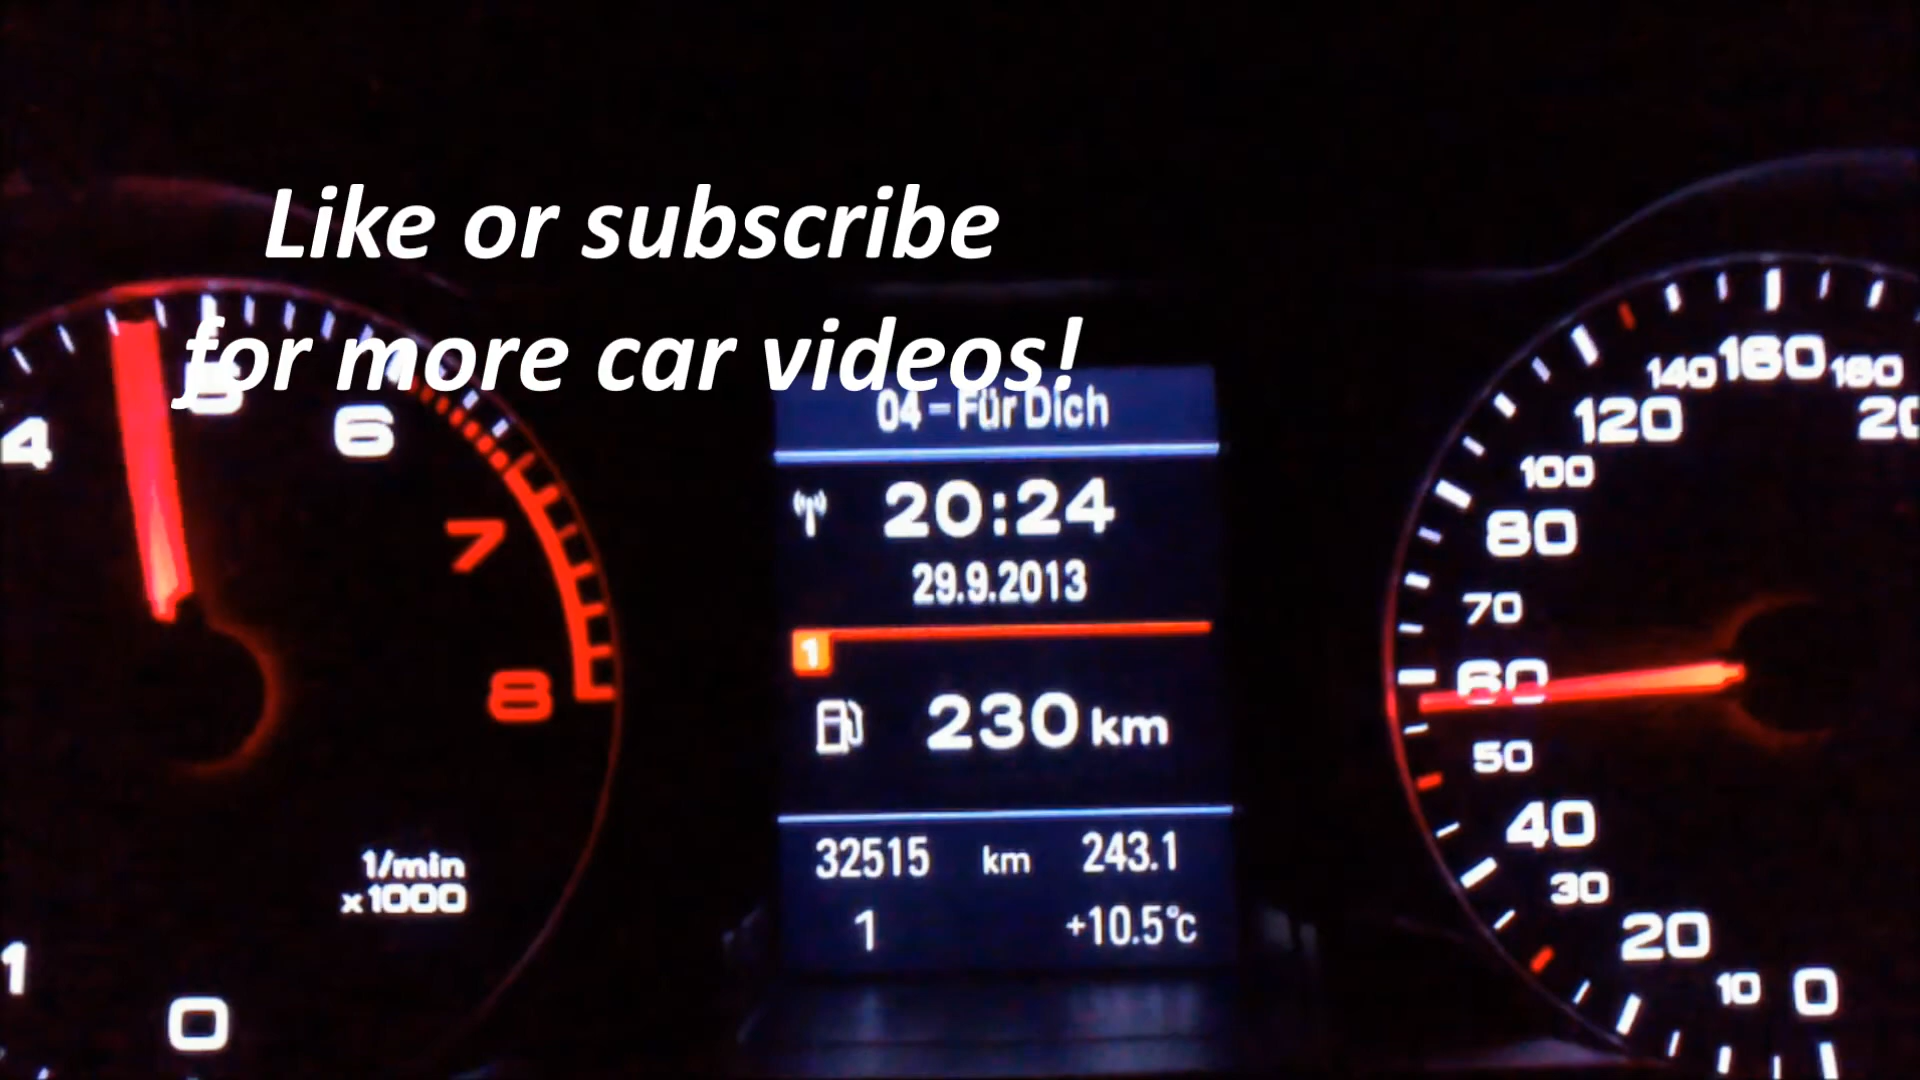 Like or subscribe
for more car videos!
04 – Für Dich
20:24
29.9.2013
1
230 km
32515 km 243.1
1 +10.5°C
4
5
6
7
8
1/min
x1000
1
0
140 160 180
120 20
100
80
70
60
50
40
30
20
10 0